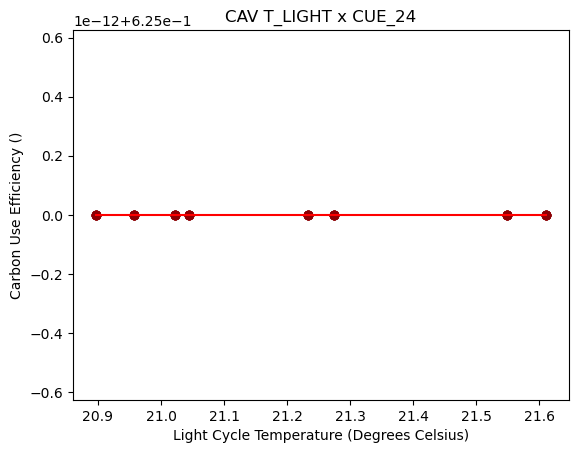 CAV T_LIGHT x CUE_24
1e−12+6.25e−1
0.6
0.4
0.2
0.0
−0.2
−0.4
−0.6
Carbon Use Efficiency ()
20.9 21.0 21.1 21.2 21.3 21.4 21.5 21.6
Light Cycle Temperature (Degrees Celsius)